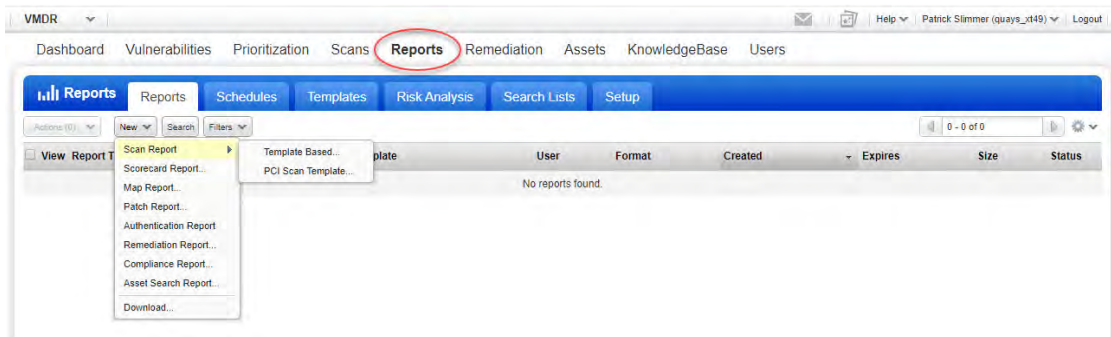 VMDR
Help Patrick Slimmer (quays_xt49) Logout
Dashboard Vulnerabilities Prioritization Scans Reports Remediation Assets KnowledgeBase Users
Reports Reports Schedules Templates Risk Analysis Search Lists Setup
Actions (0) New Search Filters 0 - 0 of 0
View Report T plate User Format Created Expires Size Status
No reports found.
Scan Report
Scorecard Report...
Map Report...
Patch Report...
Authentication Report
Remediation Report...
Compliance Report...
Asset Search Report...
Download...
Template Based...
PCI Scan Template...